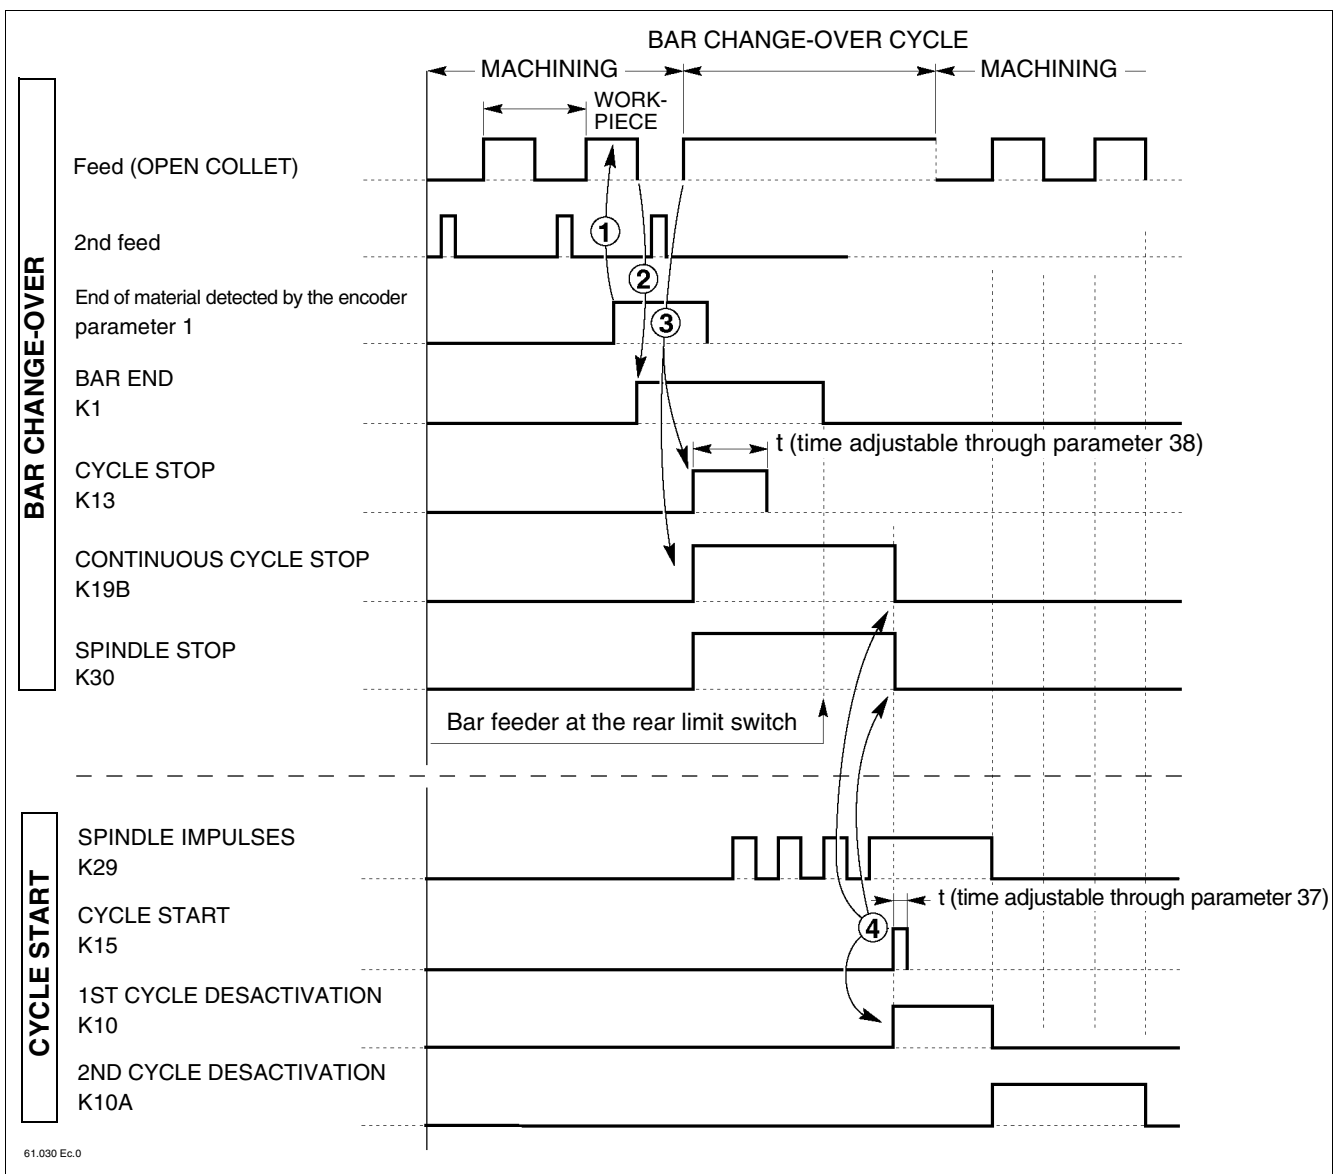 BAR CHANGE-OVER CYCLE
MACHINING
MACHINING
WORK-
PIECE
BAR CHANGE-OVER
Feed (OPEN COLLET)
2nd feed
1
2
End of material detected by the encoder
parameter 1
3
BAR END
K1
t (time adjustable through parameter 38)
CYCLE STOP
K13
CONTINUOUS CYCLE STOP
K19B
SPINDLE STOP
K30
Bar feeder at the rear limit switch
CYCLE START
SPINDLE IMPULSES
K29
t (time adjustable through parameter 37)
CYCLE START
K15
4
1ST CYCLE DESACTIVATION
K10
2ND CYCLE DESACTIVATION
K10A
61.030 Ec.0